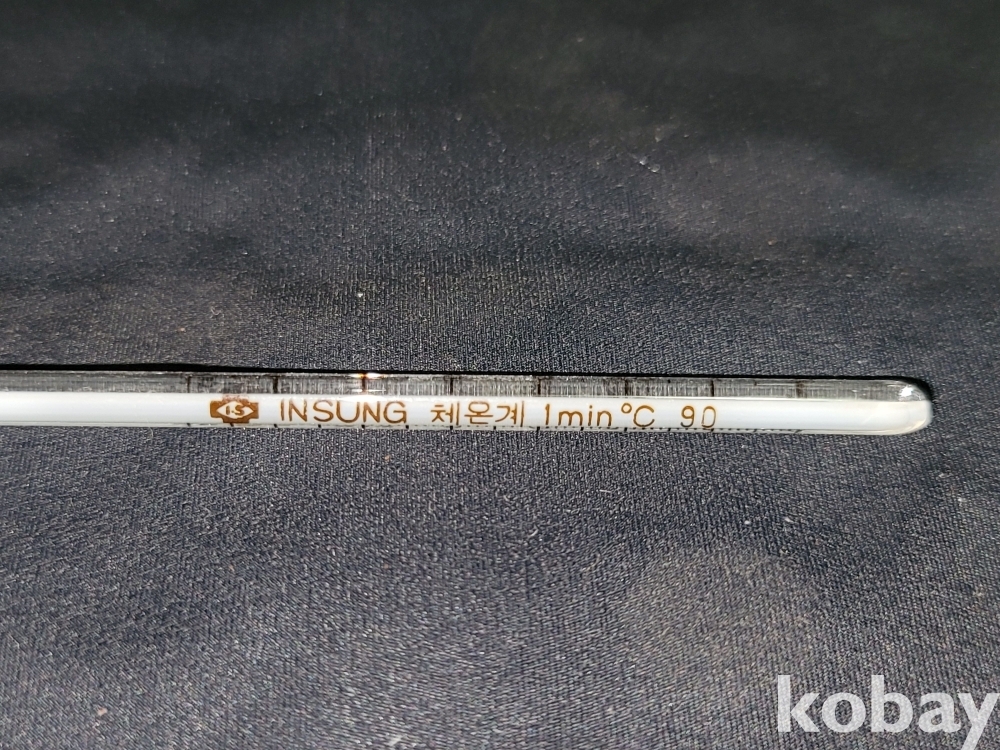 I·S INSUNG 체온계 1min °C 90
kobay